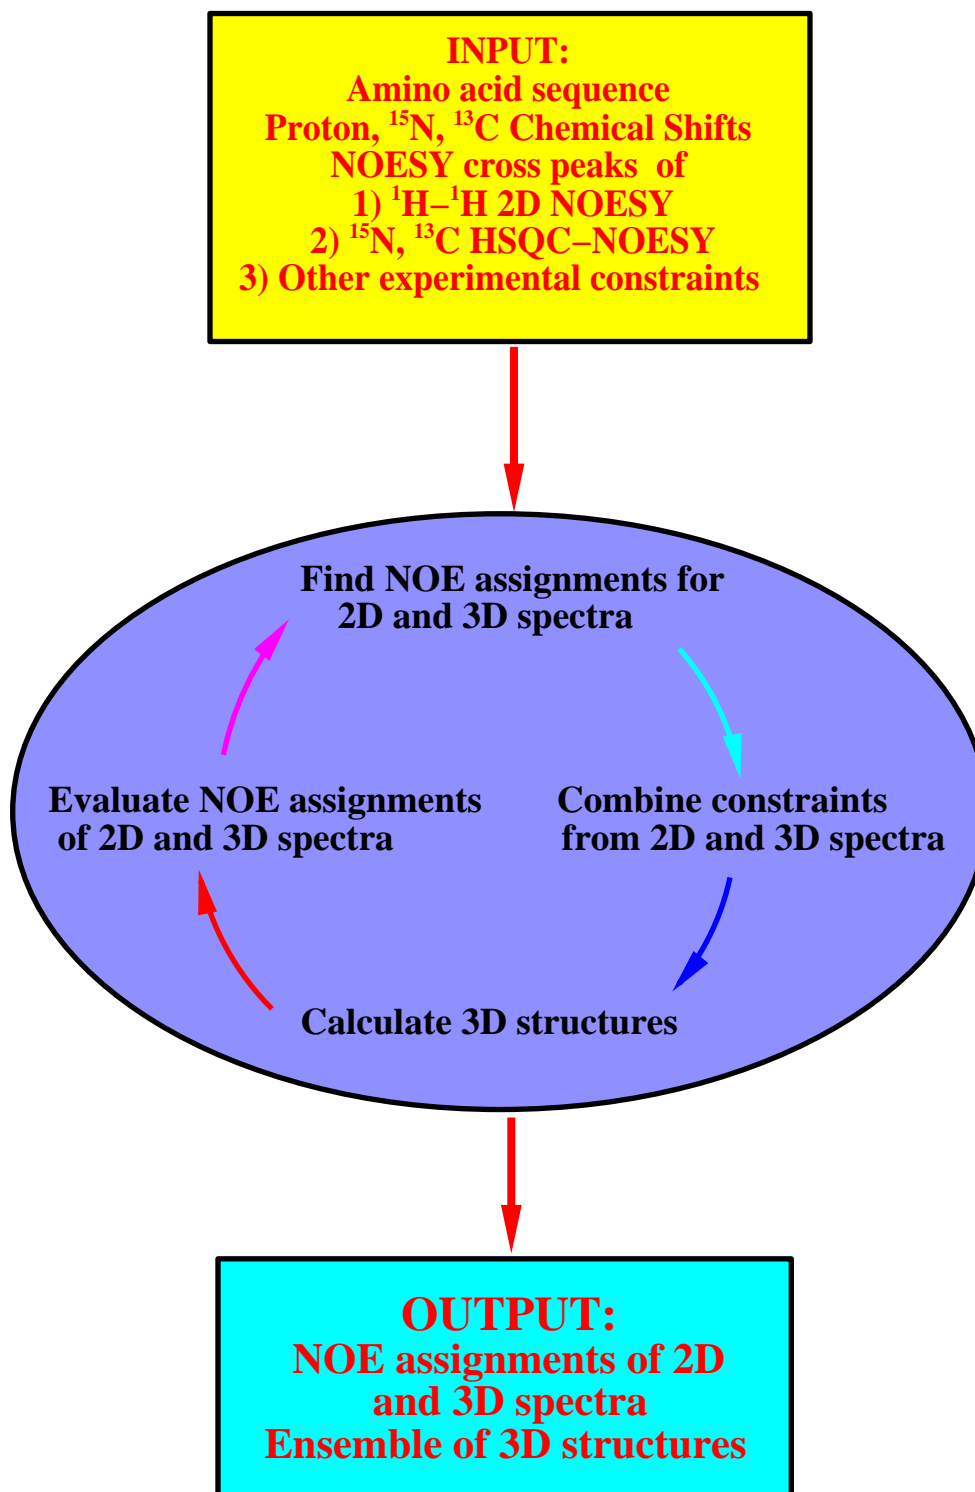 INPUT:
Amino acid sequence
Proton, ¹⁵N, ¹³C Chemical Shifts
NOESY cross peaks of
1) ¹H–¹H 2D NOESY
2) ¹⁵N, ¹³C HSQC–NOESY
3) Other experimental constraints
Find NOE assignments for
2D and 3D spectra
Evaluate NOE assignments
of 2D and 3D spectra
Combine constraints
from 2D and 3D spectra
Calculate 3D structures
OUTPUT:
NOE assignments of 2D
and 3D spectra
Ensemble of 3D structures